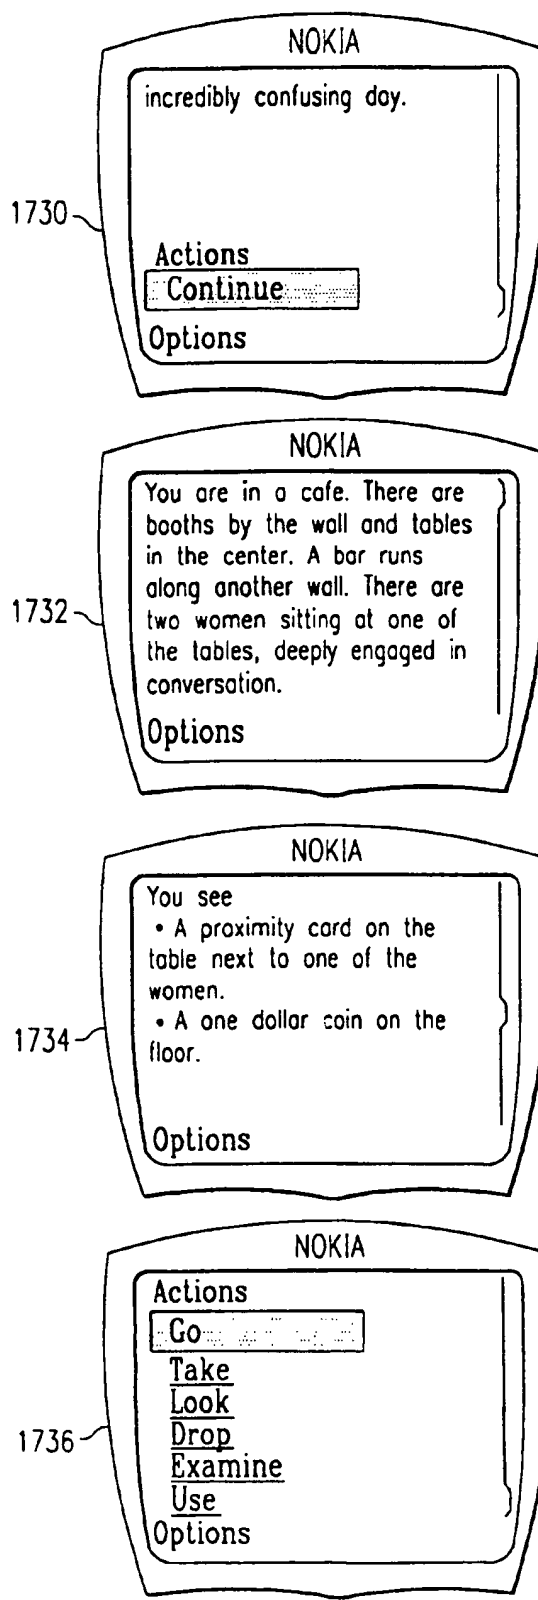 NOKIA
incredibly confusing day.
1730
Actions
Continue
Options
NOKIA
You are in a cafe. There are
booths by the wall and tables
in the center. A bar runs
along another wall. There are
1732
two women sitting at one of
the tables, deeply engaged in
conversation.
Options
NOKIA
You see
• A proximity card on the
table next to one of the
women.
• A one dollar coin on the
1734
floor.
Options
NOKIA
Actions
Go
Take
Look
Drop
1736
Examine
Use
Options